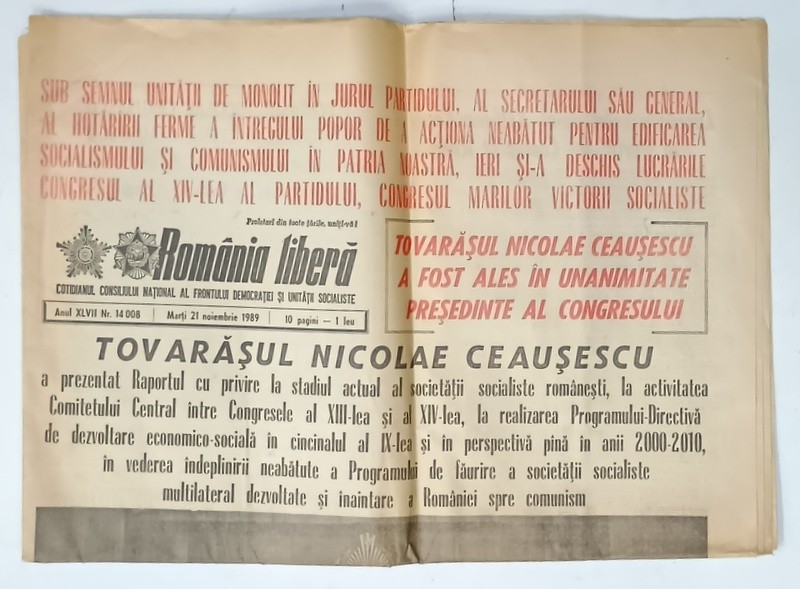 SUB SEMNUL UNITĂȚII DE MONOLIT ÎN JURUL PARTIDULUI, AL SECRETARULUI SĂU GENERAL,
AL HOTĂRÎRII FERME A ÎNTREGULUI POPOR DE A ACȚIONA NEABĂTUT PENTRU EDIFICAREA
SOCIALISMULUI ȘI COMUNISMULUI ÎN PATRIA NOASTRĂ, IERI ȘI-A DESCHIS LUCRĂRILE
CONGRESUL AL XIV-LEA AL PARTIDULUI, CONGRESUL MARILOR VICTORII SOCIALISTE
Proletari din toate țările, uniți-vă!
România liberă
COTIDIANUL CONSILIULUI NAȚIONAL AL FRONTULUI DEMOCRAȚIEI ȘI UNITĂȚII SOCIALISTE
Anul XLVII Nr. 14 008 Marți 21 noiembrie 1989 10 pagini — 1 leu
TOVARĂȘUL NICOLAE CEAUȘESCU
A FOST ALES ÎN UNANIMITATE
PREȘEDINTE AL CONGRESULUI
TOVARĂȘUL NICOLAE CEAUȘESCU
a prezentat Raportul cu privire la stadiul actual al societății socialiste românești, la activitatea
Comitetului Central între Congresele al XIII-lea și al XIV-lea, la realizarea Programului-Directivă
de dezvoltare economico-socială în cincinalul al IX-lea și în perspectivă pînă în anii 2000-2010,
în vederea îndeplinirii neabătute a Programului de făurire a societății socialiste
multilateral dezvoltate și înaintare a României spre comunism